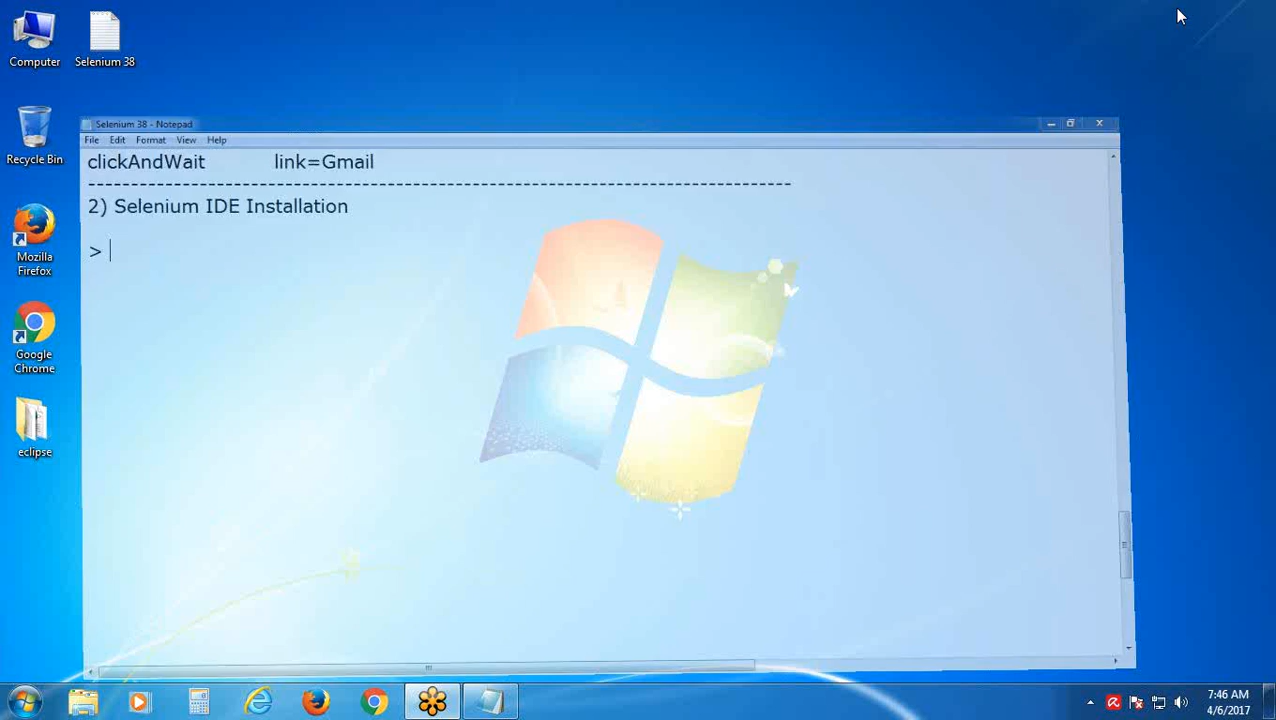 Computer
Selenium 38
Recycle Bin
Mozilla
Firefox
Google
Chrome
eclipse
Selenium 38 - Notepad
File Edit Format View Help
clickAndWait link=Gmail
----------------------------------------------------------------------------------------------
2) Selenium IDE Installation
>
7:46 AM
4/6/2017